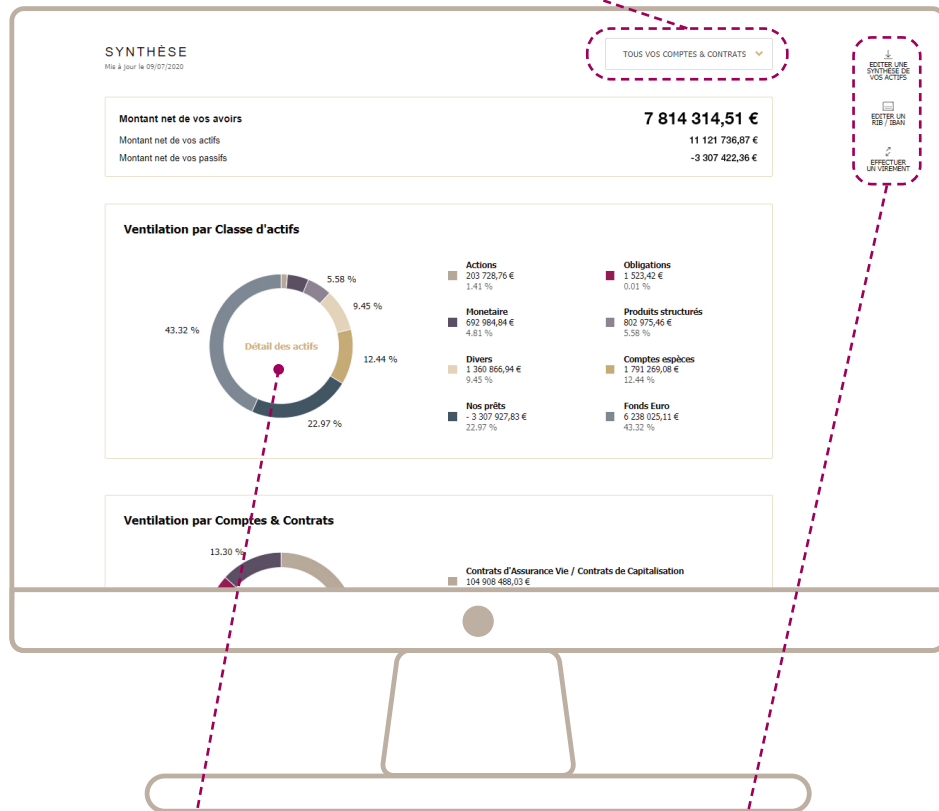 SYNTHÈSE
Mis à jour le 09/07/2020
TOUS VOS COMPTES & CONTRATS
EDITER UNE
SYNTHÈSE DE
VOS ACTIFS
EDITER UN
RIB / IBAN
EFFECTUER
UN VIREMENT
Montant net de vos avoirs 7 814 314,51 €
Montant net de vos actifs 11 121 736,87 €
Montant net de vos passifs -3 307 422,36 €
Ventilation par Classe d'actifs
5.58 %
9.45 %
43.32 %
Détail des actifs
12.44 %
22.97 %
Actions
203 728,76 €
1.41 %
Obligations
1 523,42 €
0.01 %
Monetaire
692 984,84 €
4.81 %
Produits structurés
802 975,46 €
5.58 %
Divers
1 360 866,94 €
9.45 %
Comptes espèces
1 791 269,08 €
12.44 %
Nos prêts
- 3 307 927,83 €
22.97 %
Fonds Euro
6 238 025,11 €
43.32 %
Ventilation par Comptes & Contrats
13.30 %
Contrats d'Assurance Vie / Contrats de Capitalisation
104 908 488,03 €